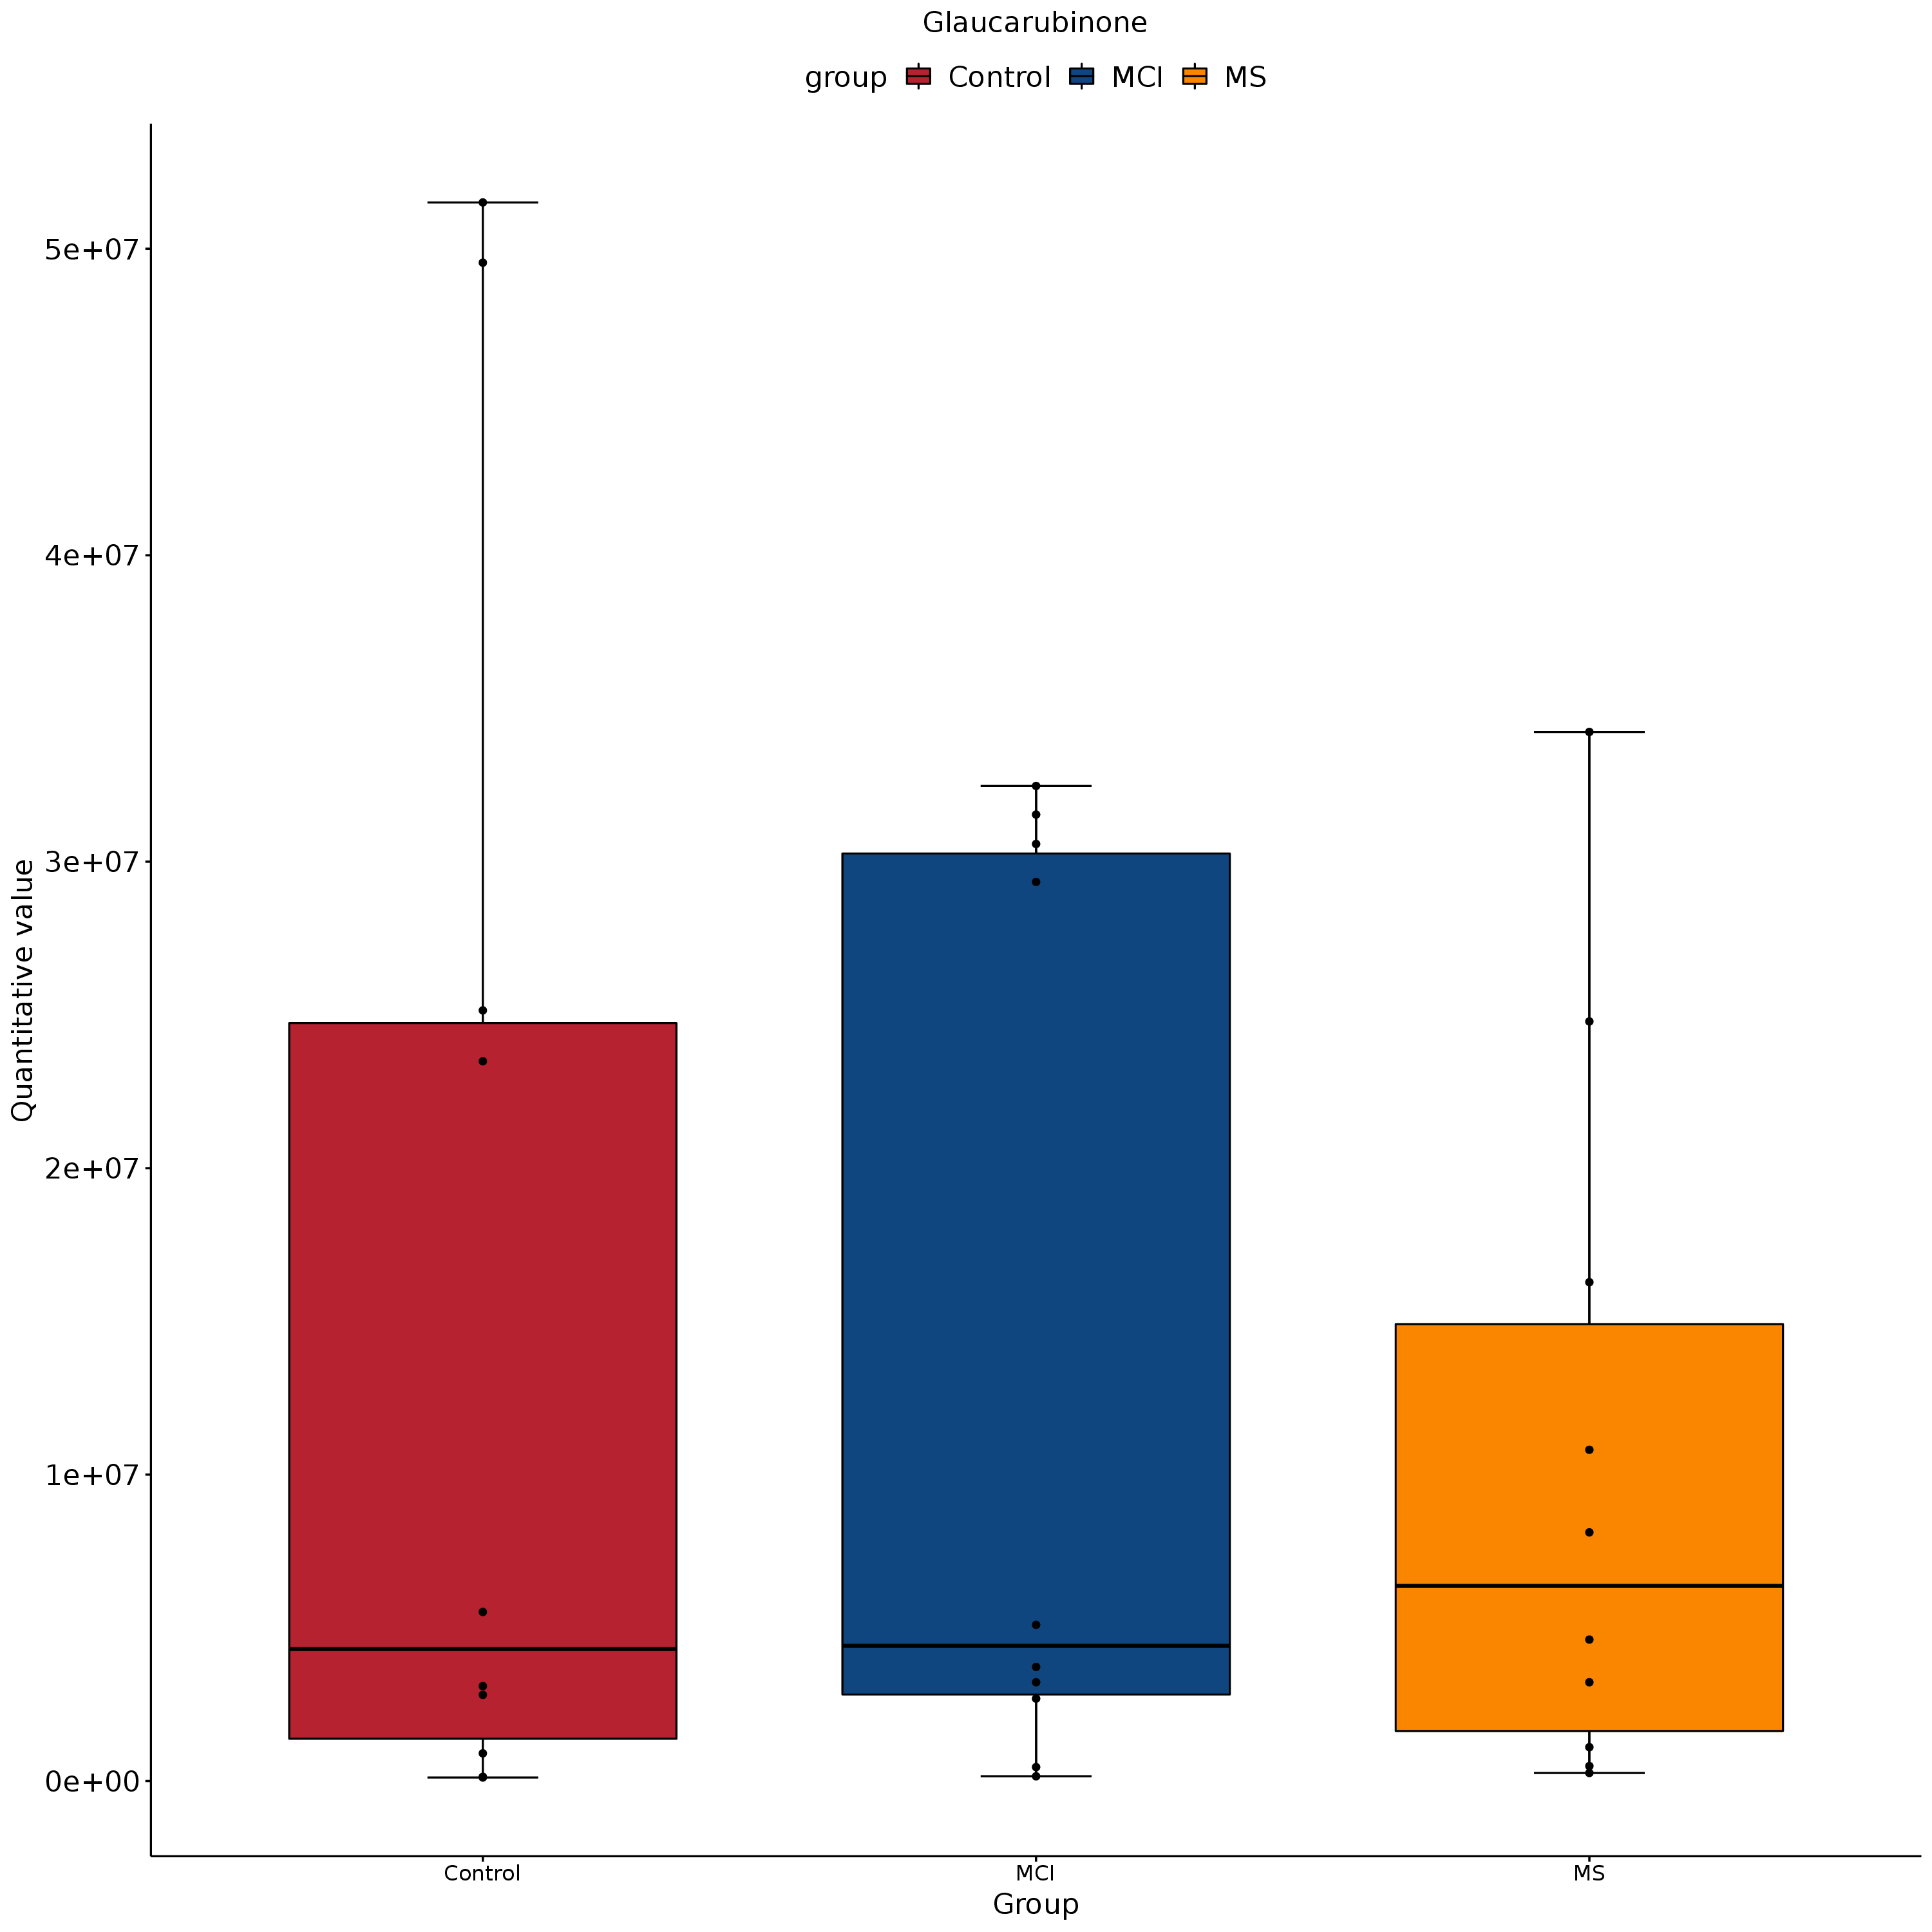 Glaucarubinone
group Control MCI MS
Quantitative value
5e+07
4e+07
3e+07
2e+07
1e+07
0e+00
Control MCI MS
Group